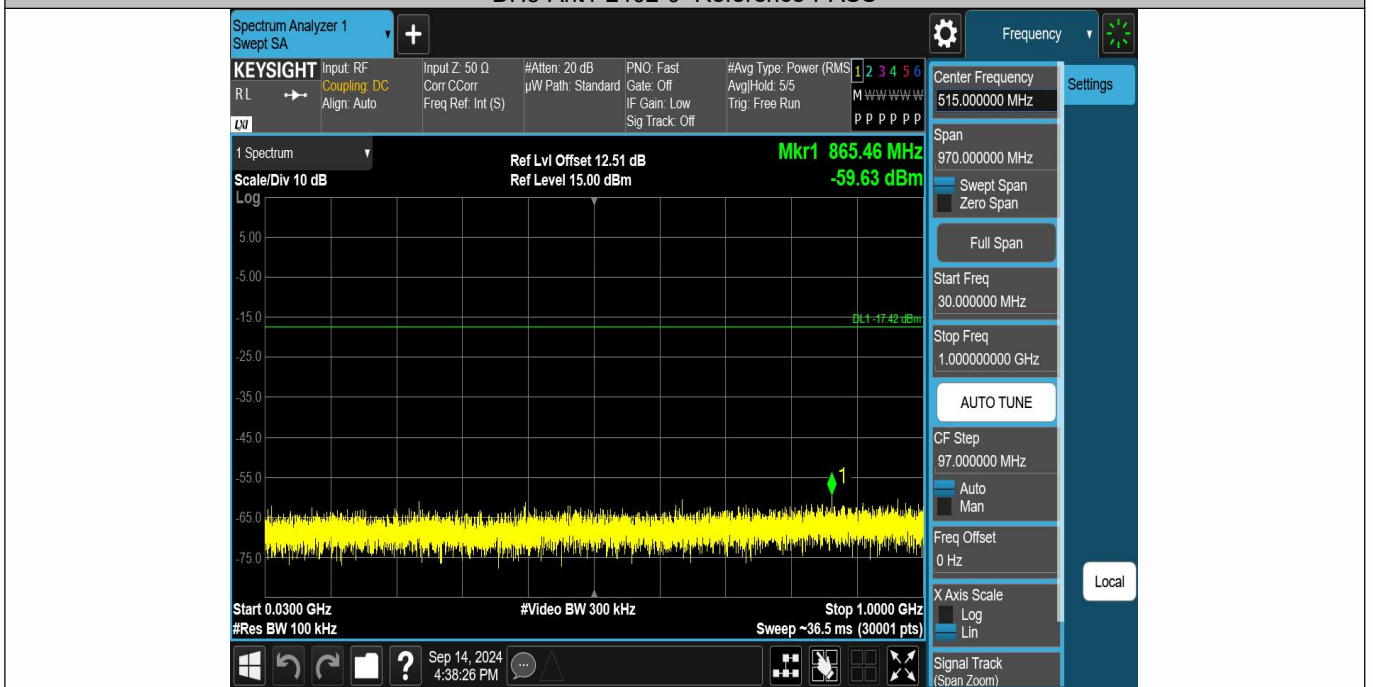 Spectrum Analyzer 1
Swept SA
Frequency
KEYSIGHT
R L
LXI
Input: RF
Coupling: DC
Align: Auto
Input Z: 50 Ω
Corr CCorr
Freq Ref: Int (S)
#Atten: 20 dB
µW Path: Standard
PNO: Fast
Gate: Off
IF Gain: Low
Sig Track: Off
#Avg Type: Power (RMS
Avg|Hold: 5/5
Trig: Free Run
1 2 3 4 5 6
M W W W W W
P P P P P P
1 Spectrum
Scale/Div 10 dB
Log
Ref Lvl Offset 12.51 dB
Ref Level 15.00 dBm
Mkr1 865.46 MHz
-59.63 dBm
5.00
-5.00
-15.0
DL1 -17.42 dBm
-25.0
-35.0
-45.0
-55.0
1
-65.0
-75.0
Start 0.0300 GHz
#Video BW 300 kHz
Stop 1.0000 GHz
#Res BW 100 kHz
Sweep ~36.5 ms (30001 pts)
Center Frequency
515.000000 MHz
Settings
Span
970.000000 MHz
Swept Span
Zero Span
Full Span
Start Freq
30.000000 MHz
Stop Freq
1.000000000 GHz
AUTO TUNE
CF Step
97.000000 MHz
Auto
Man
Freq Offset
0 Hz
Local
X Axis Scale
Log
Lin
Signal Track
(Span Zoom)
?
Sep 14, 2024
4:38:26 PM